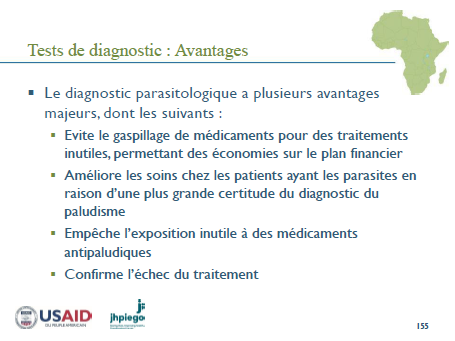 Tests de diagnostic : Avantages
▪ Le diagnostic parasitologique a plusieurs avantages
majeurs, dont les suivants :
▪ Evite le gaspillage de médicaments pour des traitements
inutiles, permettant des économies sur le plan financier
▪ Améliore les soins chez les patients ayant les parasites en
raison d’une plus grande certitude du diagnostic du
paludisme
▪ Empêche l’exposition inutile à des médicaments
antipaludiques
▪ Confirme l’échec du traitement
USAID
jhpiego
155